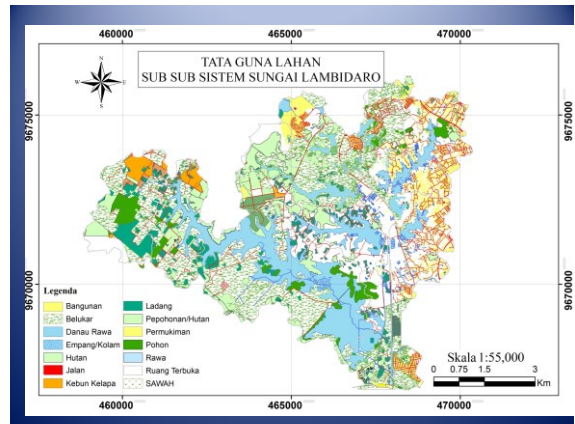 460000 465000 470000
TATA GUNA LAHAN
SUB SUB SISTEM SUNGAI LAMBIDARO
N
W E
S
9675000 9675000
9670000 9670000
Legenda
Bangunan
Belukar
Danau Rawa
Empang/Kolam
Hutan
Jalan
Kebun Kelapa
Ladang
Pepohonan/Hutan
Permukiman
Pohon
Rawa
Ruang Terbuka
SAWAH
Skala 1:55,000
0 0.75 1.5 3
Km
460000 465000 470000